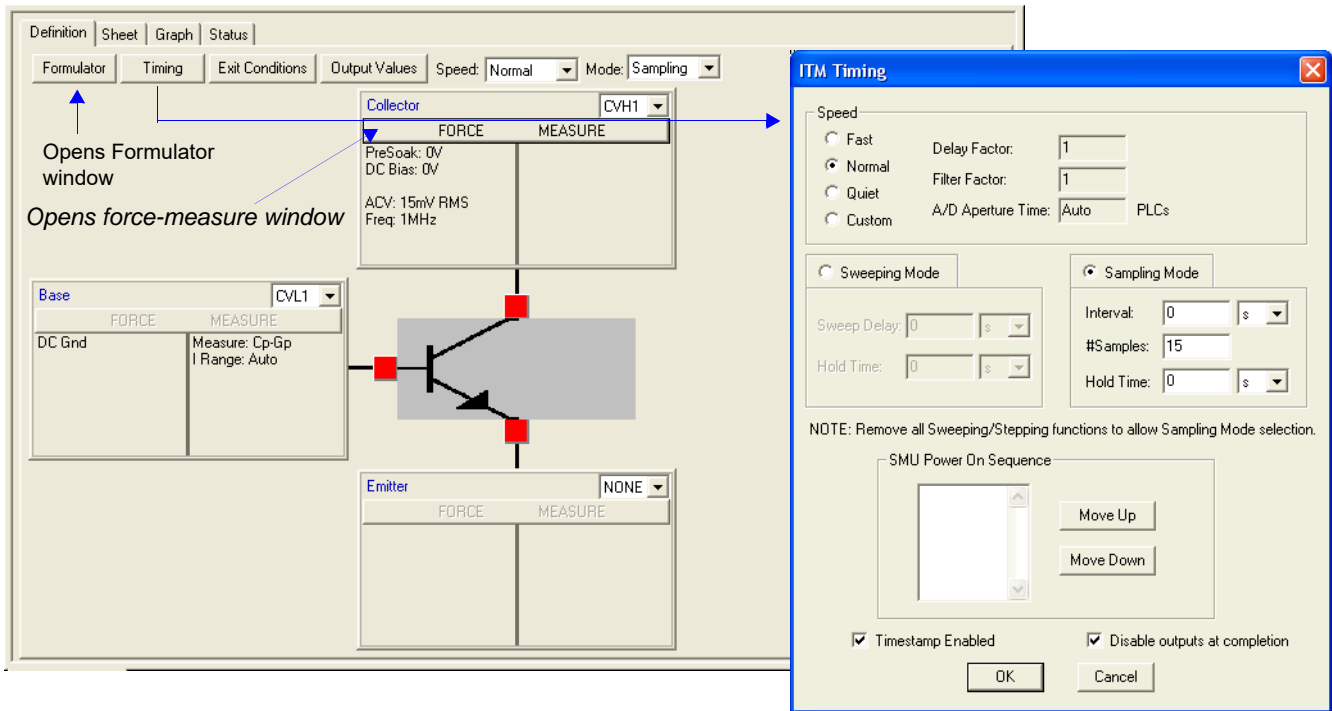 Definition Sheet Graph Status
Formulator Timing Exit Conditions Output Values Speed: Normal Mode: Sampling
Opens Formulator
window
Opens force-measure window
Collector CVH1
FORCE MEASURE
PreSoak: 0V
DC Bias: 0V
ACV: 15mV RMS
Freq: 1MHz
Base CVL1
FORCE MEASURE
DC Gnd
Measure: Cp-Gp
I Range: Auto
Emitter NONE
FORCE MEASURE
ITM Timing
Speed
Fast
Normal
Quiet
Custom
Delay Factor: 1
Filter Factor: 1
A/D Aperture Time: Auto PLCs
Sweeping Mode
Sweep Delay: 0 s
Hold Time: 0 s
Sampling Mode
Interval: 0 s
#Samples: 15
Hold Time: 0 s
NOTE: Remove all Sweeping/Stepping functions to allow Sampling Mode selection.
SMU Power On Sequence
Move Up
Move Down
Timestamp Enabled Disable outputs at completion
OK Cancel